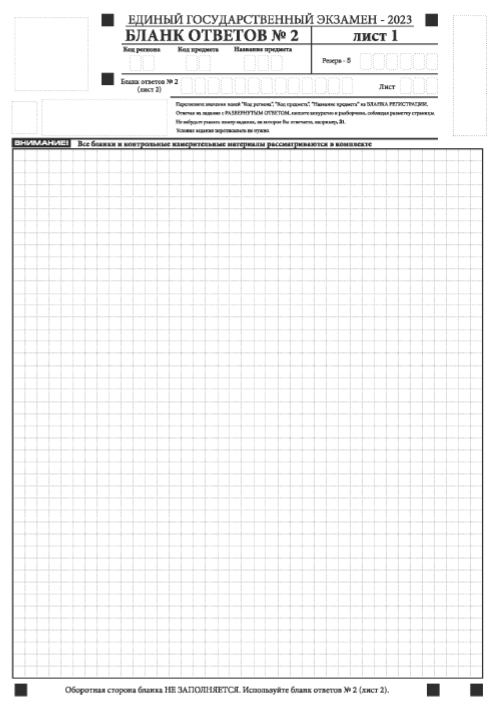 ЕДИНЫЙ ГОСУДАРСТВЕННЫЙ ЭКЗАМЕН - 2023
БЛАНК ОТВЕТОВ № 2
лист 1
Код региона Код предмета Название предмета
Резерв - 5
Бланк ответов № 2
(лист 2)
Лист
Перепишите значения полей "Код региона", "Код предмета", "Название предмета" из БЛАНКА РЕГИСТРАЦИИ.
Отвечая на задания с РАЗВЕРНУТЫМ ОТВЕТОМ, пишите аккуратно и разборчиво, соблюдая разметку страницы.
Не забудьте указать номер задания, на которое Вы отвечаете, например, 31.
Условия задания переписывать не нужно.
ВНИМАНИЕ! Все бланки и контрольные измерительные материалы рассматриваются в комплекте
Оборотная сторона бланка НЕ ЗАПОЛНЯЕТСЯ. Используйте бланк ответов № 2 (лист 2).